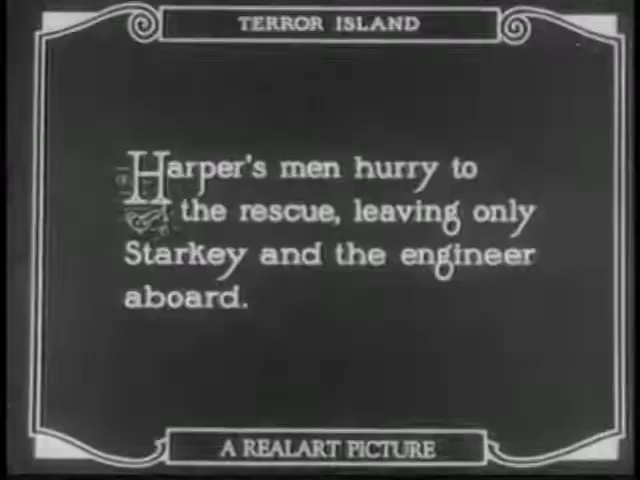 TERROR ISLAND
Harper's men hurry to
the rescue, leaving only
Starkey and the engineer
aboard.
A REALART PICTURE